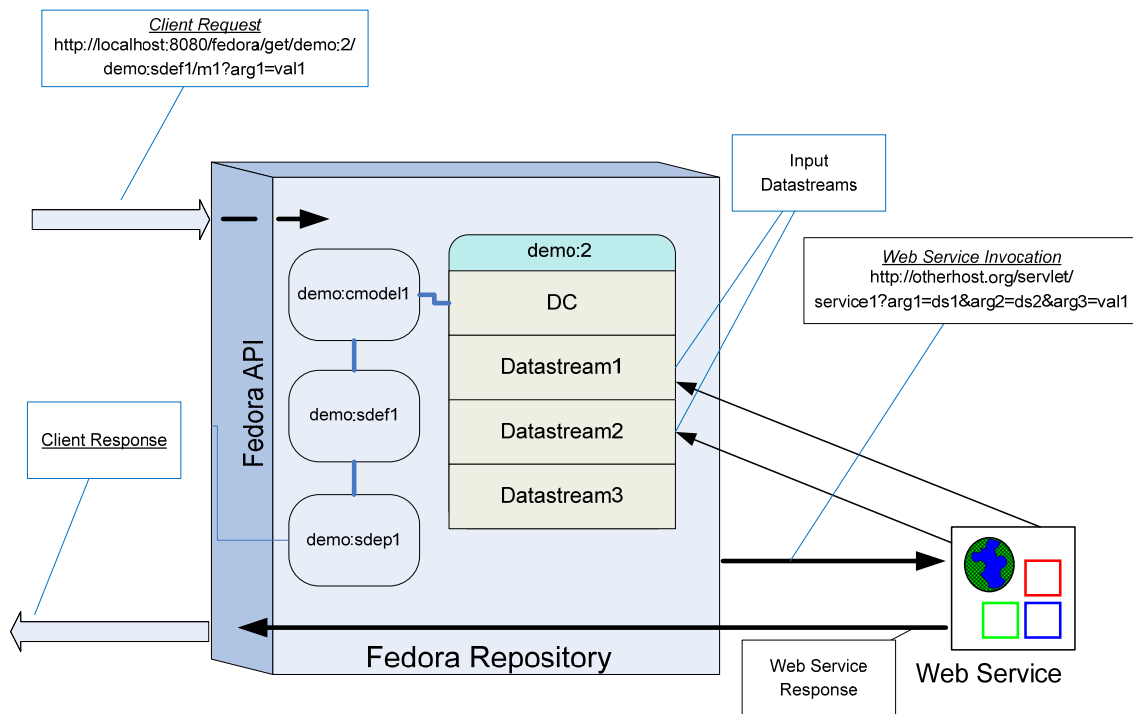 Client Request
http://localhost:8080/fedora/get/demo:2/
demo:sdef1/m1?arg1=val1
Input
Datastreams
Web Service Invocation
http://otherhost.org/servlet/
service1?arg1=ds1&arg2=ds2&arg3=val1
demo:2
DC
Datastream1
Datastream2
Datastream3
demo:cmodel1
demo:sdef1
demo:sdep1
Fedora API
Client Response
Fedora Repository
Web Service
Response
Web Service